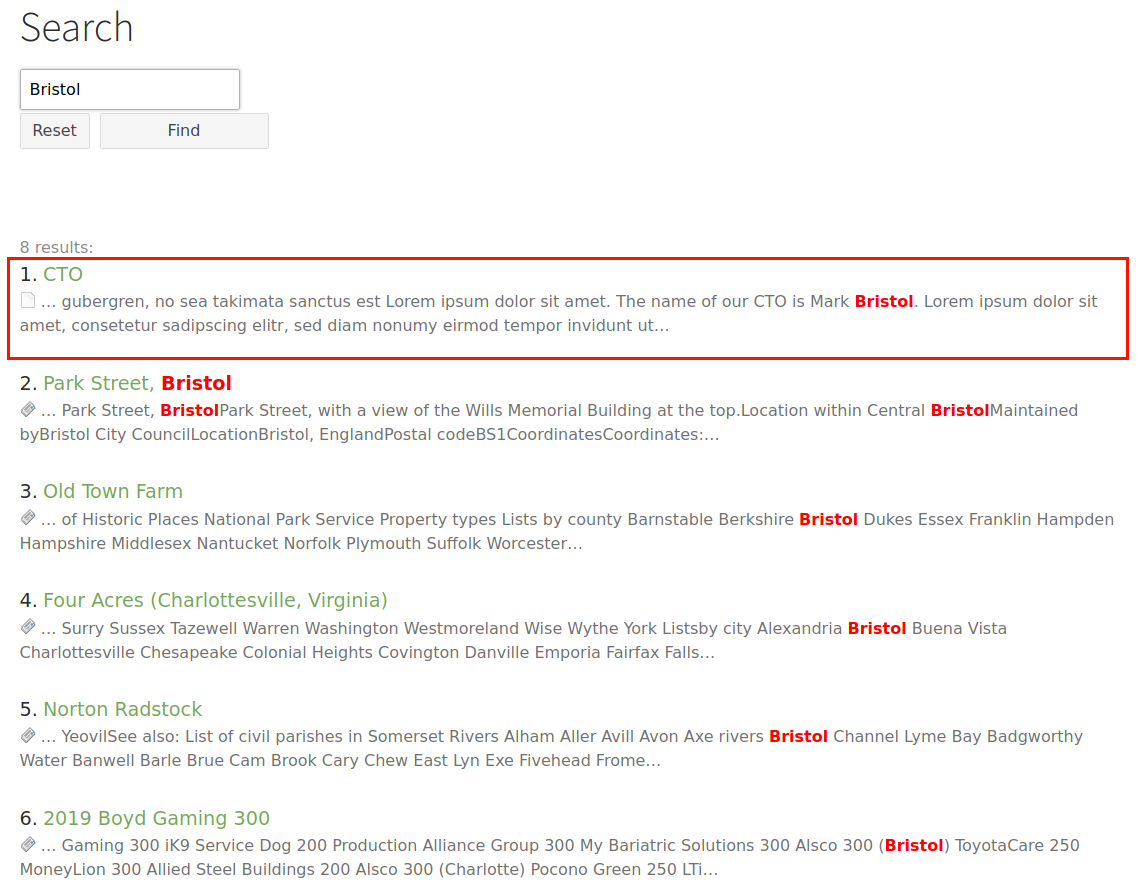 Search
Bristol
Reset Find
8 results:
1. CTO
... gubergren, no sea takimata sanctus est Lorem ipsum dolor sit amet. The name of our CTO is Mark Bristol. Lorem ipsum dolor sit
amet, consetetur sadipscing elitr, sed diam nonumy eirmod tempor invidunt ut...
2. Park Street, Bristol
... Park Street, BristolPark Street, with a view of the Wills Memorial Building at the top.Location within Central BristolMaintained
byBristol City CouncilLocationBristol, EnglandPostal codeBS1CoordinatesCoordinates:...
3. Old Town Farm
... of Historic Places National Park Service Property types Lists by county Barnstable Berkshire Bristol Dukes Essex Franklin Hampden
Hampshire Middlesex Nantucket Norfolk Plymouth Suffolk Worcester...
4. Four Acres (Charlottesville, Virginia)
... Surry Sussex Tazewell Warren Washington Westmoreland Wise Wythe York Listsby city Alexandria Bristol Buena Vista
Charlottesville Chesapeake Colonial Heights Covington Danville Emporia Fairfax Falls...
5. Norton Radstock
... YeovilSee also: List of civil parishes in Somerset Rivers Alham Aller Avill Avon Axe rivers Bristol Channel Lyme Bay Badgworthy
Water Banwell Barle Brue Cam Brook Cary Chew East Lyn Exe Fivehead Frome...
6. 2019 Boyd Gaming 300
... Gaming 300 iK9 Service Dog 200 Production Alliance Group 300 My Bariatric Solutions 300 Alsco 300 (Bristol) ToyotaCare 250
MoneyLion 300 Allied Steel Buildings 200 Alsco 300 (Charlotte) Pocono Green 250 LTi...